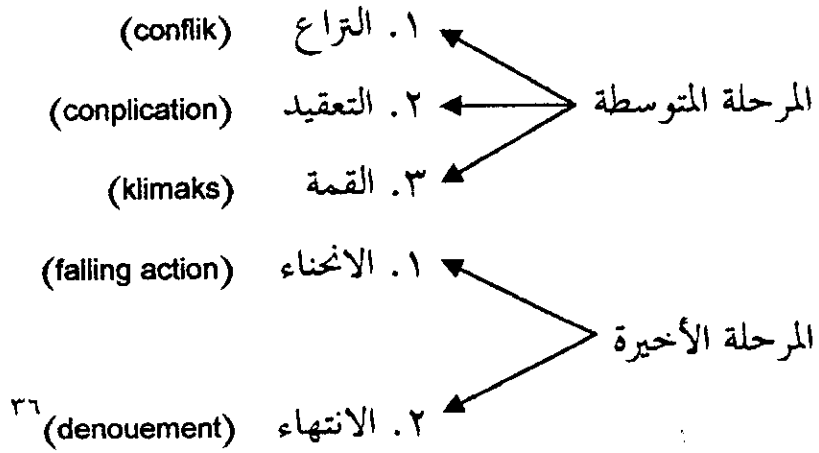 ١. التراع (conflik)
المرحلة المتوسطة ٢. التعقيد (conplication)
٣. القمة (klimaks)
١. الانحناء (falling action)
المرحلة الأخيرة
٢. الانتهاء (denouement) ٣٦